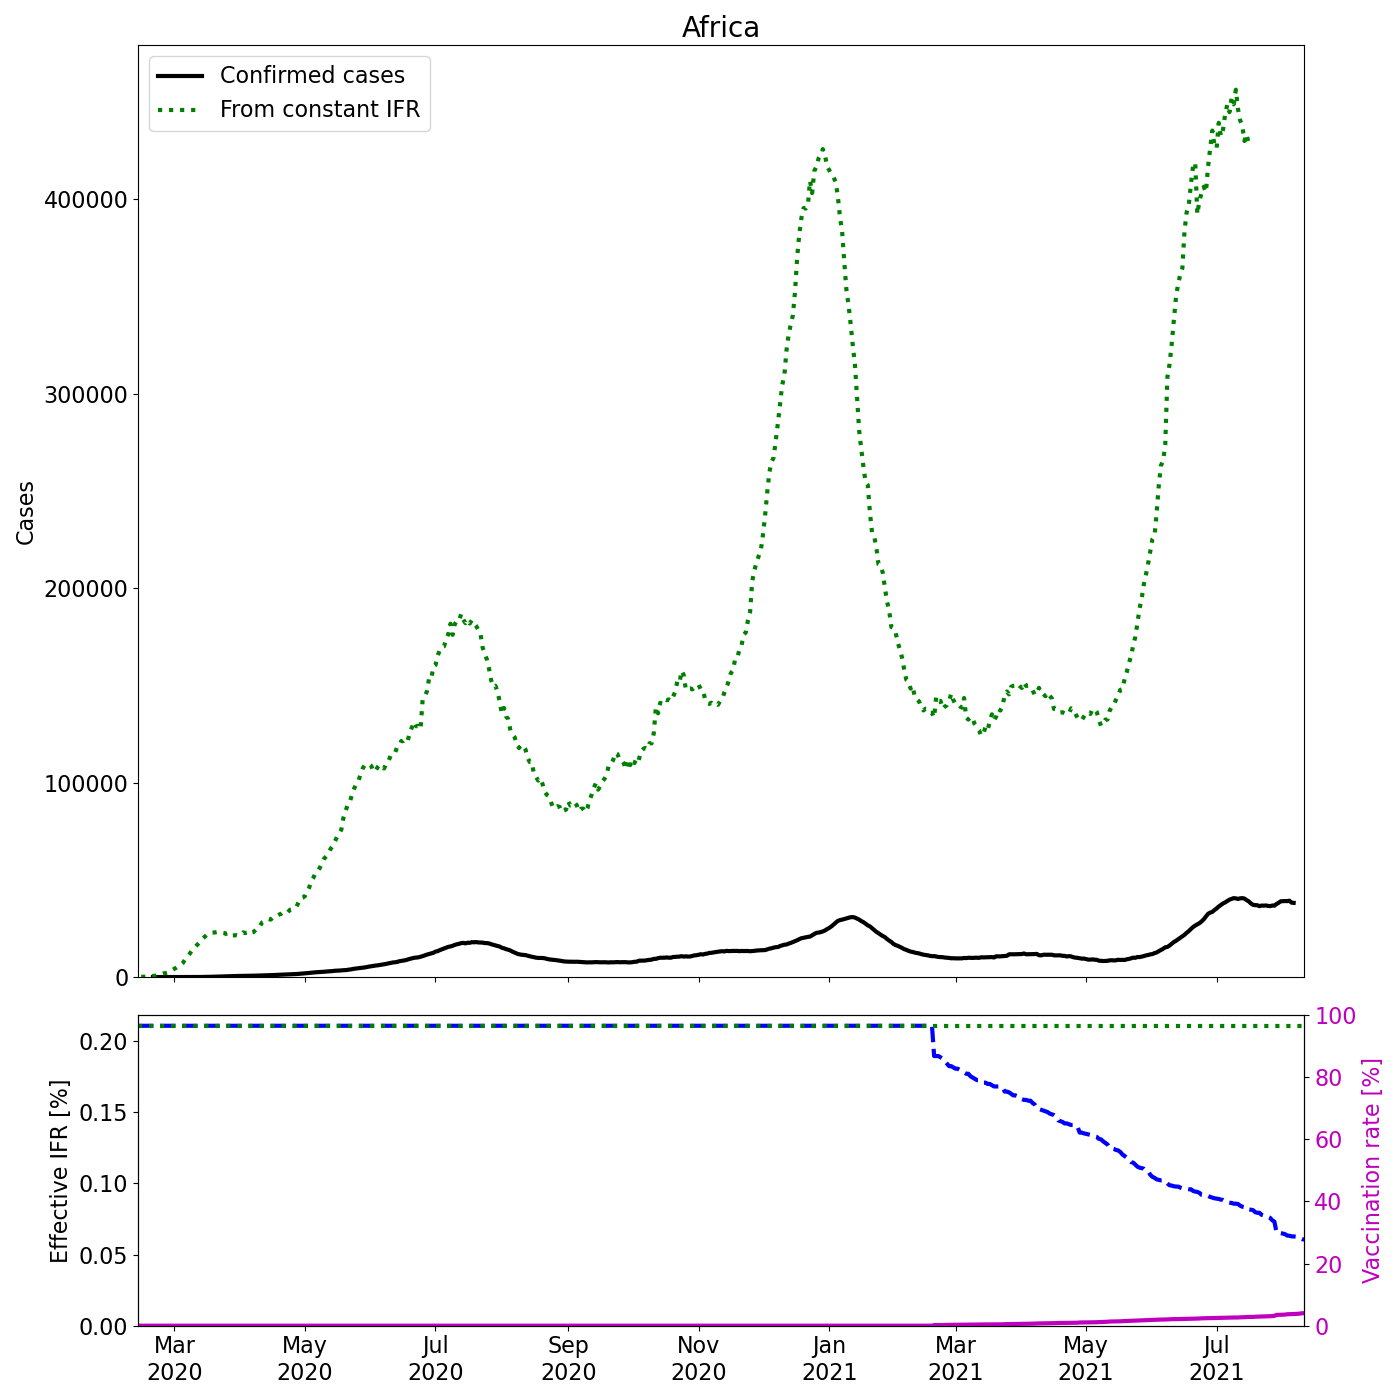 Africa
Confirmed cases
From constant IFR
Cases
400000
300000
200000
100000
0
Effective IFR [%]
0.20
0.15
0.10
0.05
0.00
100
80
60
40
20
0
Vaccination rate [%]
Mar May Jul Sep Nov Jan Mar May Jul
2020 2020 2020 2020 2020 2021 2021 2021 2021